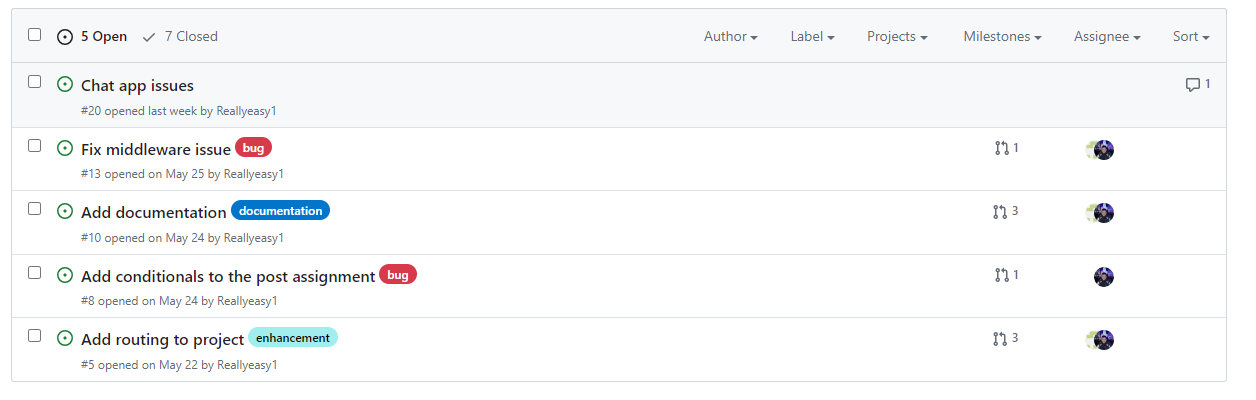 5 Open 7 Closed Author Label Projects Milestones Assignee Sort
Chat app issues 1
#20 opened last week by Reallyeasy1
Fix middleware issue bug 1
#13 opened on May 25 by Reallyeasy1
Add documentation documentation 3
#10 opened on May 24 by Reallyeasy1
Add conditionals to the post assignment bug 1
#8 opened on May 24 by Reallyeasy1
Add routing to project enhancement 3
#5 opened on May 22 by Reallyeasy1